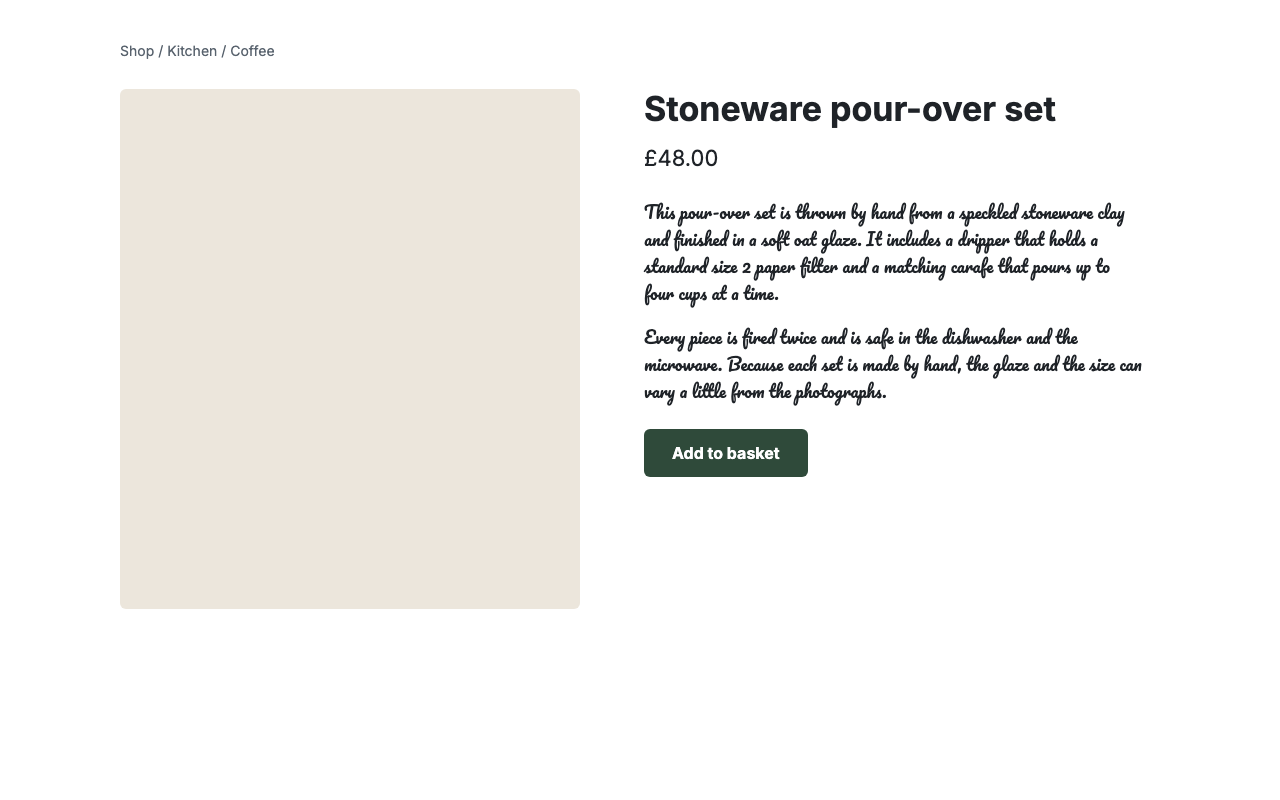 Shop / Kitchen / Coffee
Stoneware pour-over set
£48.00
This pour-over set is thrown by hand from a speckled stoneware clay
and finished in a soft oat glaze. It includes a dripper that holds a
standard size 2 paper filter and a matching carafe that pours up to
four cups at a time.
Every piece is fired twice and is safe in the dishwasher and the
microwave. Because each set is made by hand, the glaze and the size can
vary a little from the photographs.
Add to basket